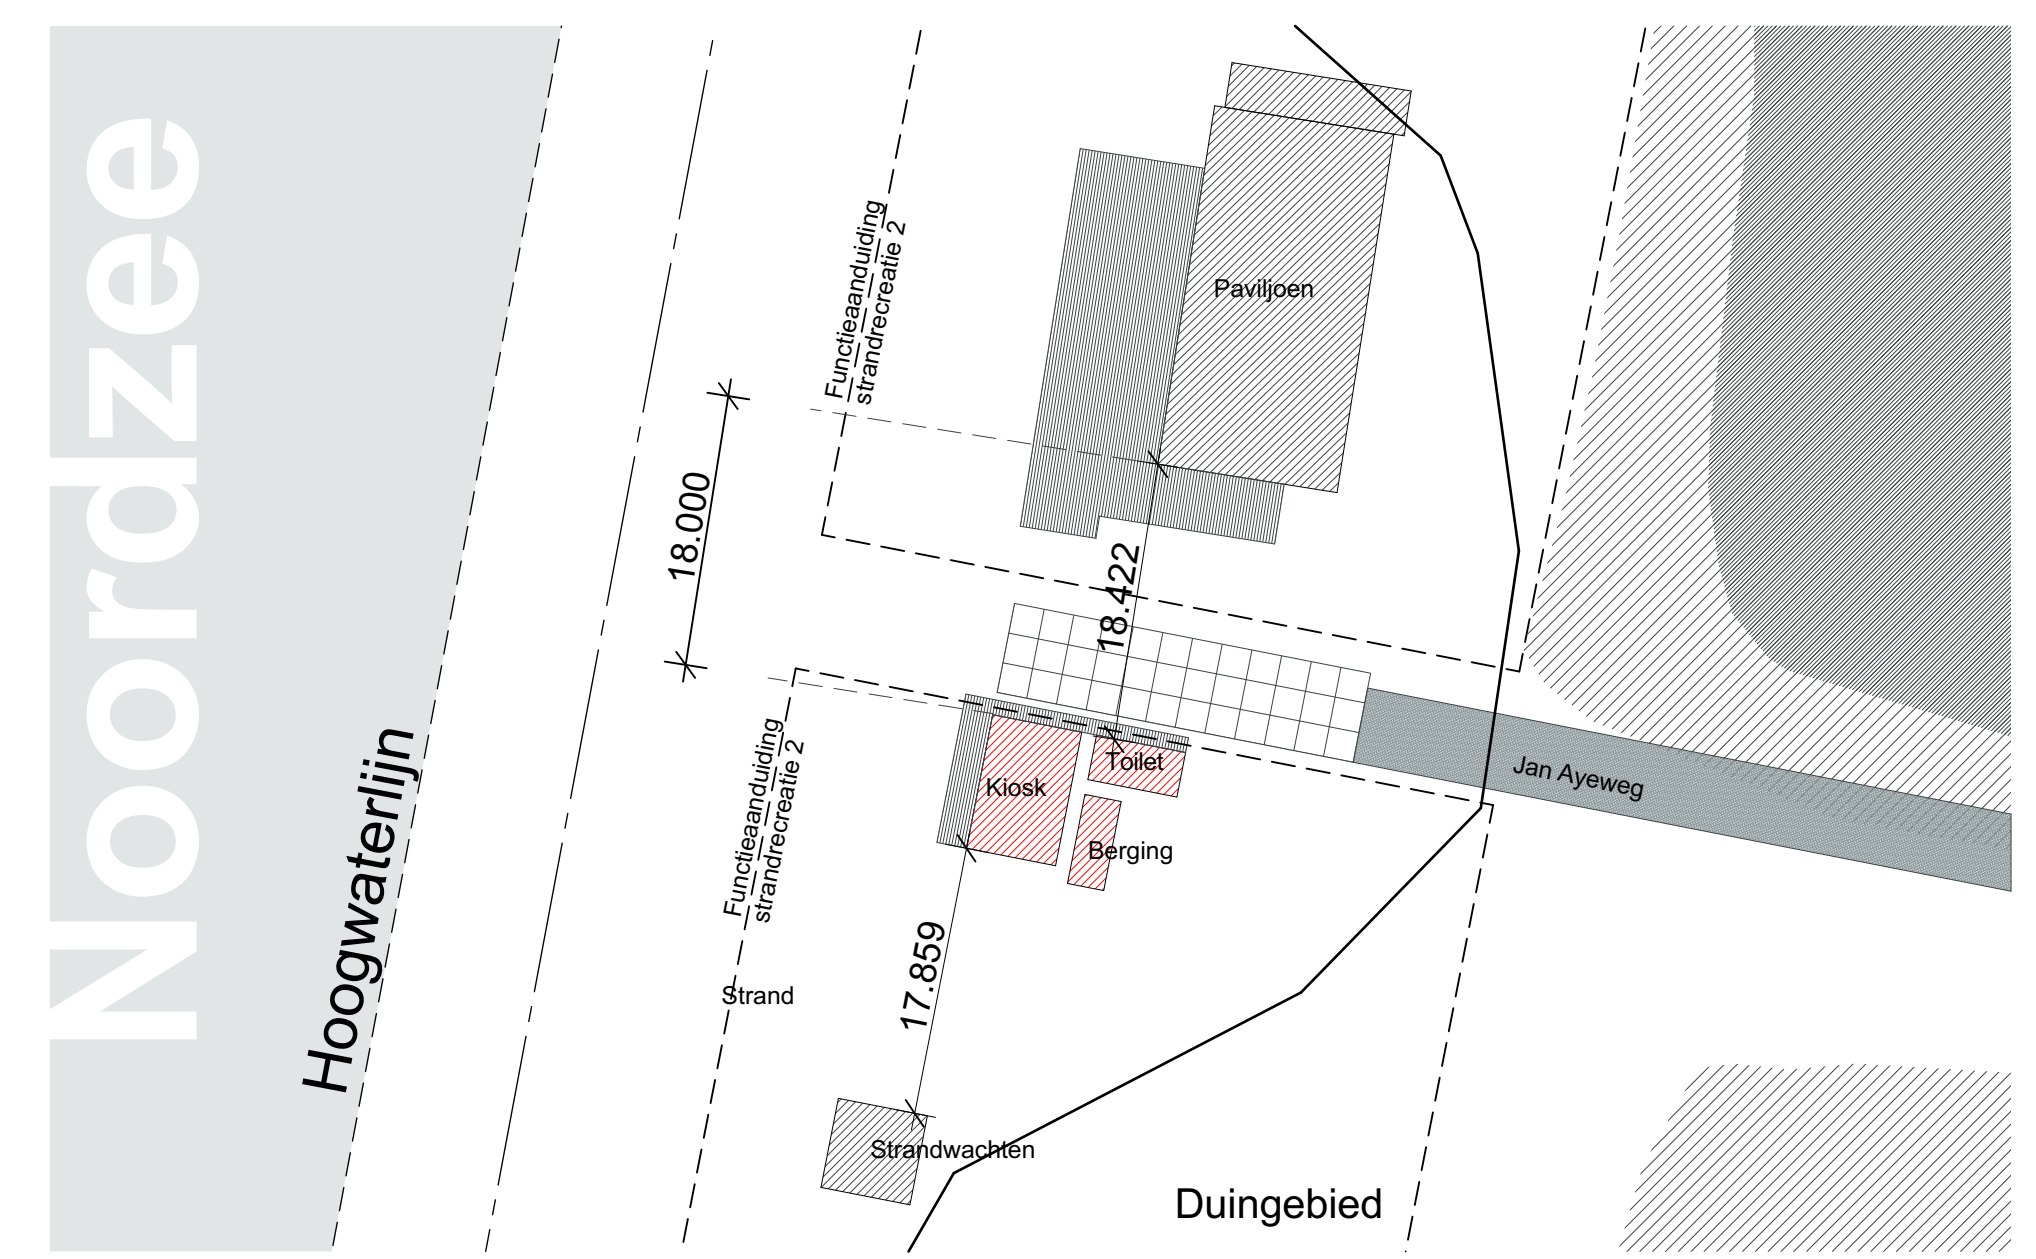 Noordzee
Hoogwaterlijn
Functieaanduiding
strandrecreatie 2
Paviljoen
18.000
18.422
Functieaanduiding
strandrecreatie 2
Kiosk
Toilet
Jan Ayeweg
Berging
17.859
Strand
Strandwachten
Duingebied